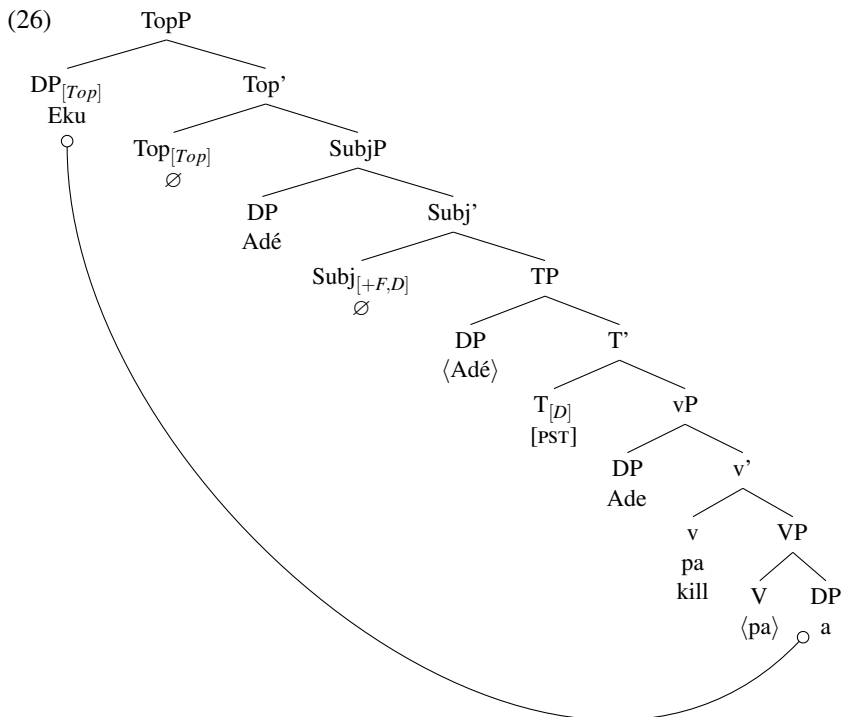 (26)
TopP
DP[Top] Top’
Eku
Top[Top] SubjP
∅
DP Subj’
Adé
Subj[+F,D] TP
∅
DP T’
⟨Adé⟩
T[D] vP
[PST]
DP v’
Ade
v VP
pa
kill
V DP
⟨pa⟩ a